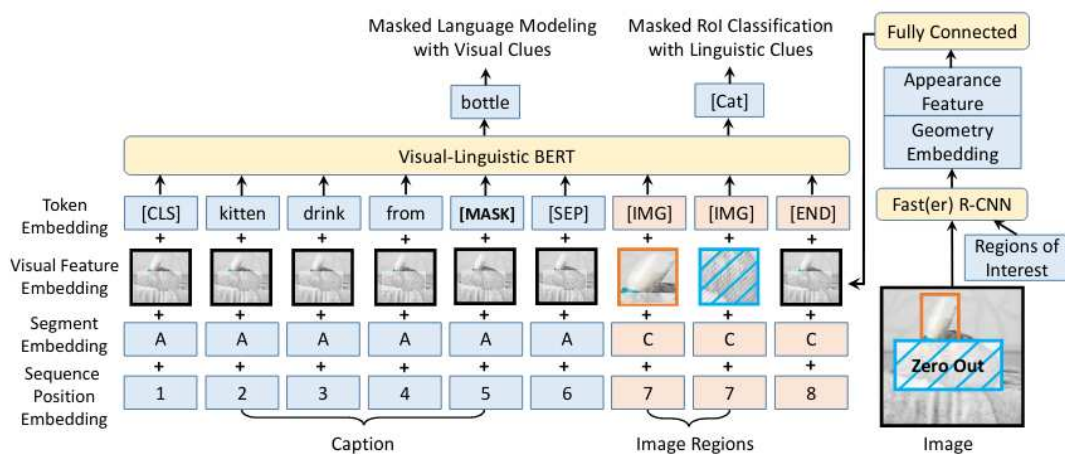 Masked Language Modeling
with Visual Clues
Masked RoI Classification
with Linguistic Clues
Fully Connected
bottle
[Cat]
Appearance
Feature
Geometry
Embedding
Visual-Linguistic BERT
Fast(er) R-CNN
Regions of
Interest
Token
Embedding
[CLS] kitten drink from [MASK] [SEP] [IMG] [IMG] [END]
+ + + + + + + + +
Visual Feature
Embedding
+ + + + + + + + +
Segment
Embedding
A A A A A A C C C
+ + + + + + + + +
Sequence
Position
Embedding
1 2 3 4 5 6 7 7 8
Zero Out
Caption
Image Regions
Image